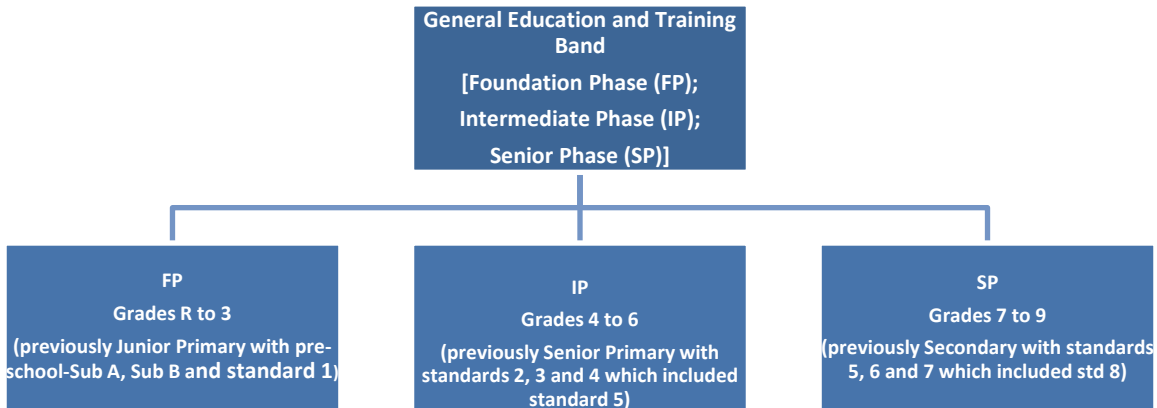 General Education and Training
Band
[Foundation Phase (FP);
Intermediate Phase (IP);
Senior Phase (SP)]
FP
Grades R to 3
(previously Junior Primary with pre-
school-Sub A, Sub B and standard 1)
IP
Grades 4 to 6
(previously Senior Primary with
standards 2, 3 and 4 which included
standard 5)
SP
Grades 7 to 9
(previously Secondary with standards
5, 6 and 7 which included std 8)